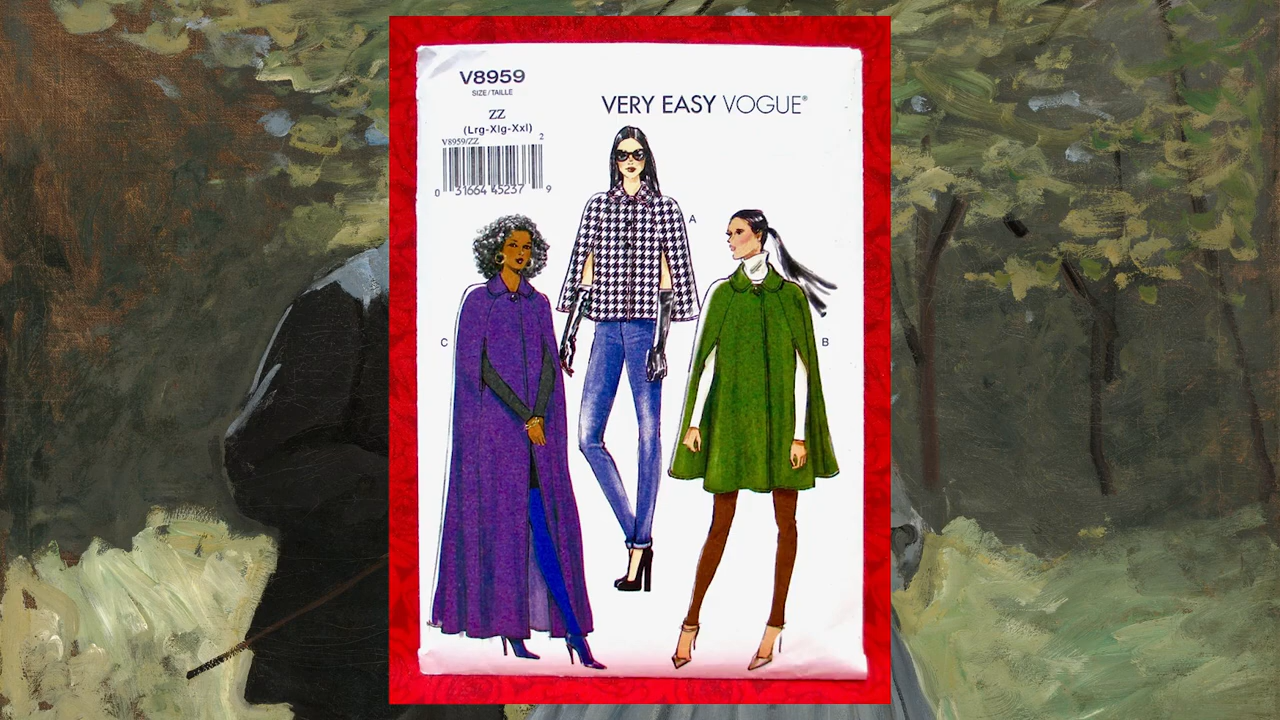 V8959
SIZE/TAILLE
ZZ
(Lrg-Xlg-Xxl)
V8959/ZZ 2
0 31664 45237 9
VERY EASY VOGUE®
A
C
B